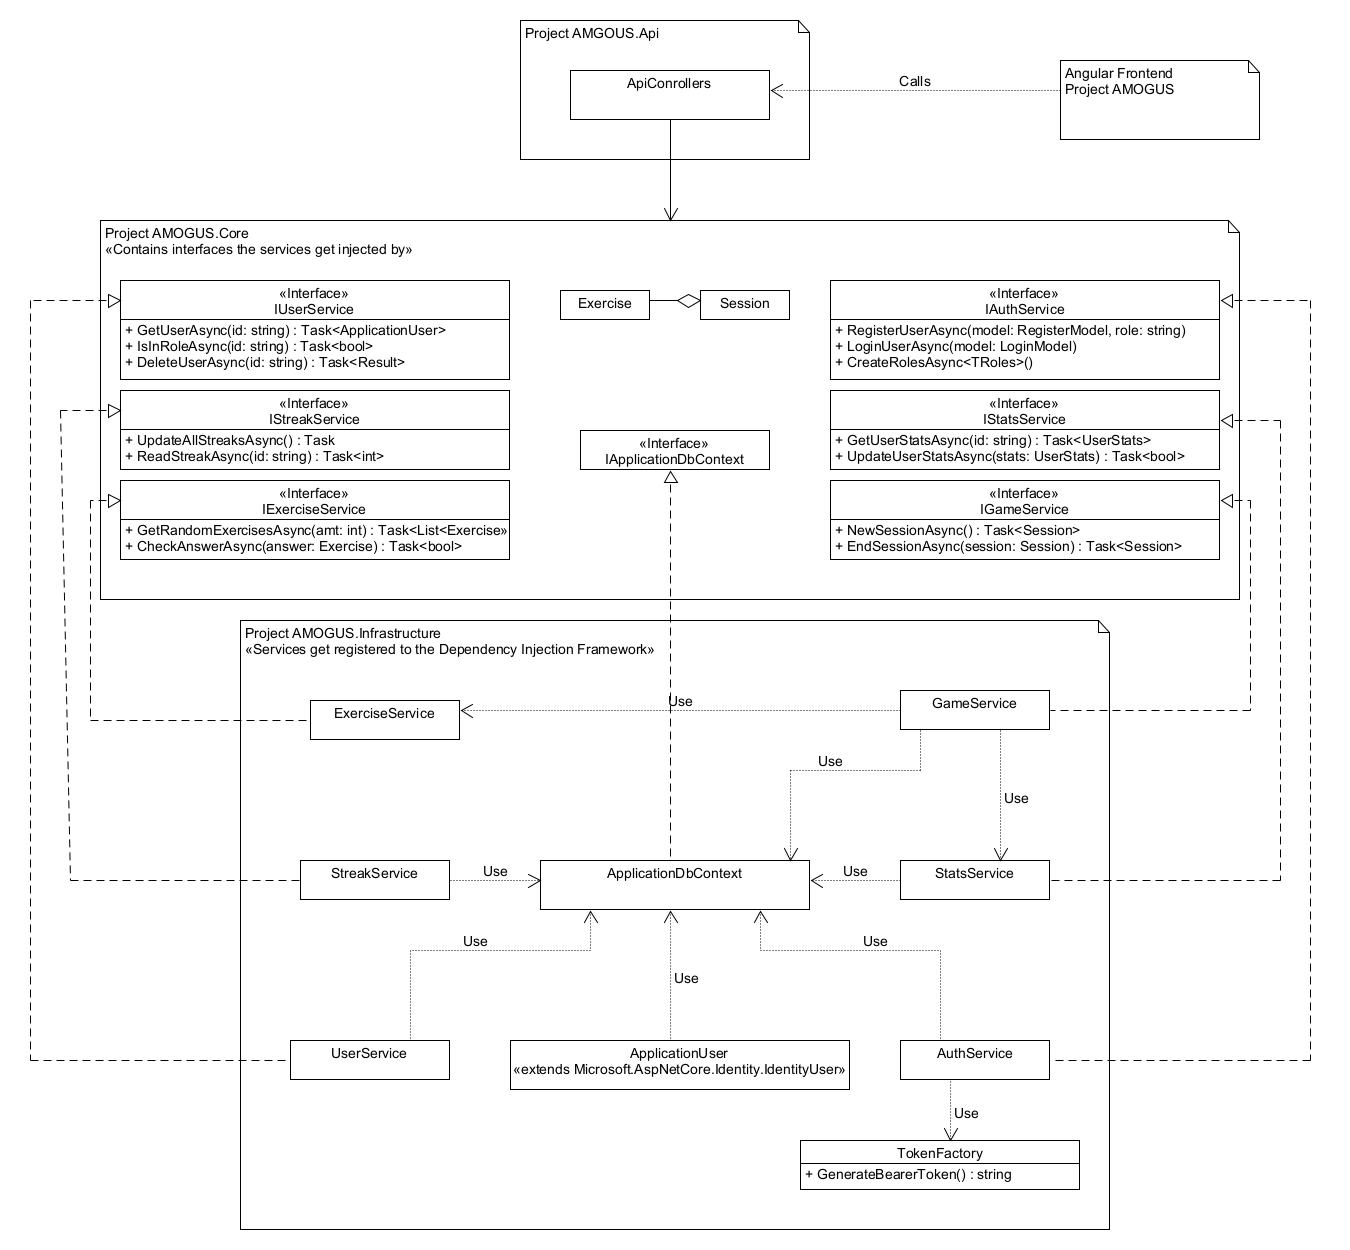 Project AMGOUS.Api
ApiConrollers
Calls
Angular Frontend
Project AMOGUS
Project AMOGUS.Core
«Contains interfaces the services get injected by»
«Interface»
IUserService
+ GetUserAsync(id: string) : Task<ApplicationUser>
+ IsInRoleAsync(id: string) : Task<bool>
+ DeleteUserAsync(id: string) : Task<Result>
Exercise
Session
«Interface»
IAuthService
+ RegisterUserAsync(model: RegisterModel, role: string)
+ LoginUserAsync(model: LoginModel)
+ CreateRolesAsync<TRoles>()
«Interface»
IStreakService
+ UpdateAllStreaksAsync() : Task
+ ReadStreakAsync(id: string) : Task<int>
«Interface»
IApplicationDbContext
«Interface»
IStatsService
+ GetUserStatsAsync(id: string) : Task<UserStats>
+ UpdateUserStatsAsync(stats: UserStats) : Task<bool>
«Interface»
IExerciseService
+ GetRandomExercisesAsync(amt: int) : Task<List<Exercise»
+ CheckAnswerAsync(answer: Exercise) : Task<bool>
«Interface»
IGameService
+ NewSessionAsync() : Task<Session>
+ EndSessionAsync(session: Session) : Task<Session>
Project AMOGUS.Infrastructure
«Services get registered to the Dependency Injection Framework»
ExerciseService
Use
GameService
Use
Use
StreakService
Use
ApplicationDbContext
Use
StatsService
Use
Use
Use
UserService
ApplicationUser
«extends Microsoft.AspNetCore.Identity.IdentityUser»
AuthService
Use
TokenFactory
+ GenerateBearerToken() : string